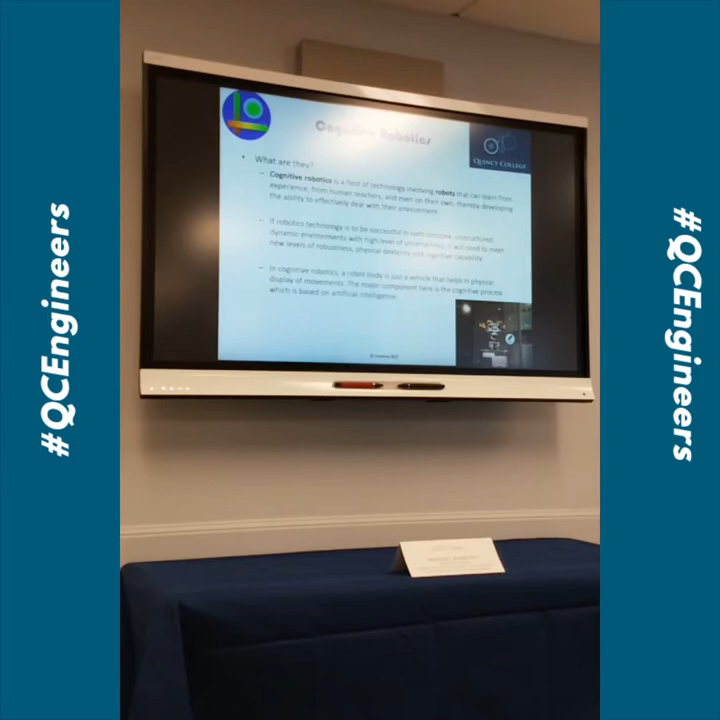 #QCEngineers
Cognitive Robotics
QUINCY COLLEGE
• What are they?
– Cognitive robotics is a field of technology involving robots that can learn from
experience, from human teachers, and even on their own, thereby developing
the ability to effectively deal with their environment.
– If robotics technology is to be successful in such complex, unstructured,
dynamic environments with high level of uncertainties, it will need to meet
new levels of robustness, physical dexterity and cognitive capability.
– In cognitive robotics, a robot body is just a vehicle that helps in physical
display of movements. The major component here is the cognitive process
which is based on artificial intelligence.
#QCEngineers